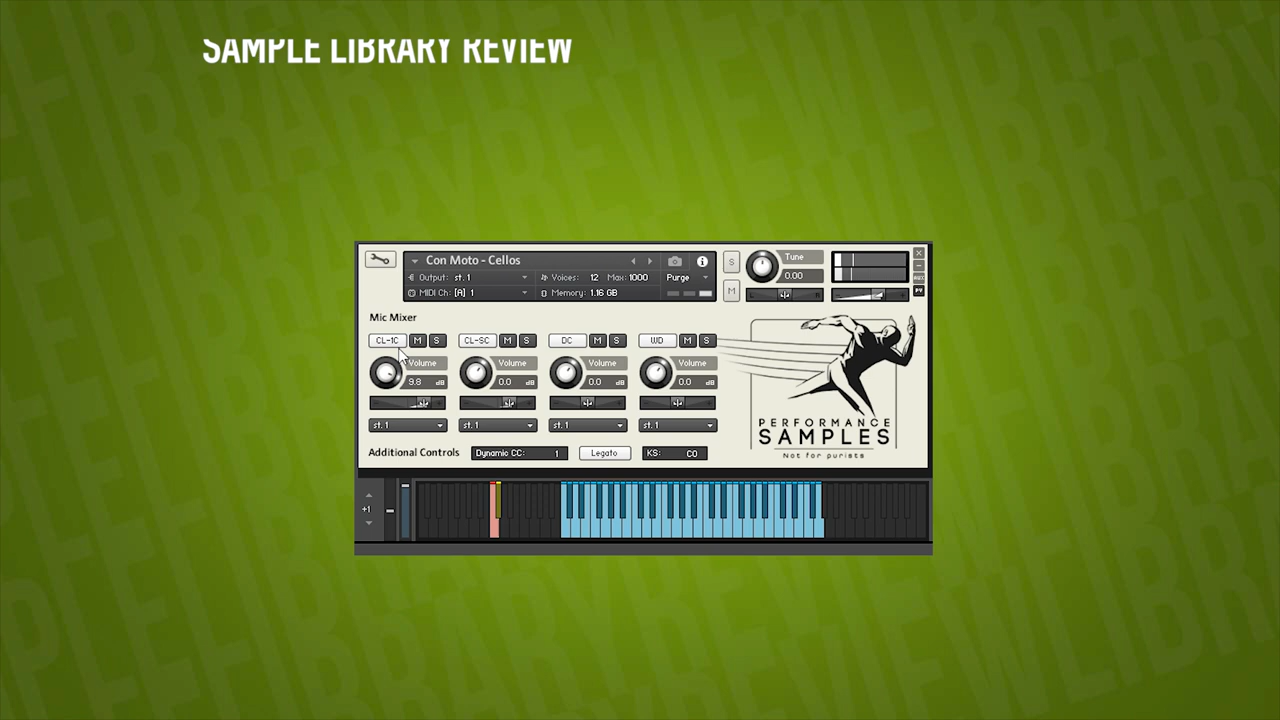 SAMPLE LIBRARY REVIEW
Con Moto - Cellos
Output: st. 1
Voices: 12 Max: 1000
Purge
MIDI Ch: [A] 1
Memory: 1.16 GB
S
M
Tune
0.00
AUX
PV
Mic Mixer
CL-1C M S
CL-SC M S
DC M S
WD M S
Volume
9.8 dB
Volume
0.0 dB
Volume
0.0 dB
Volume
0.0 dB
st. 1
st. 1
st. 1
st. 1
Additional Controls
Dynamic CC: 1
Legato
KS: C0
PERFORMANCE
SAMPLES
Not for purists
+1